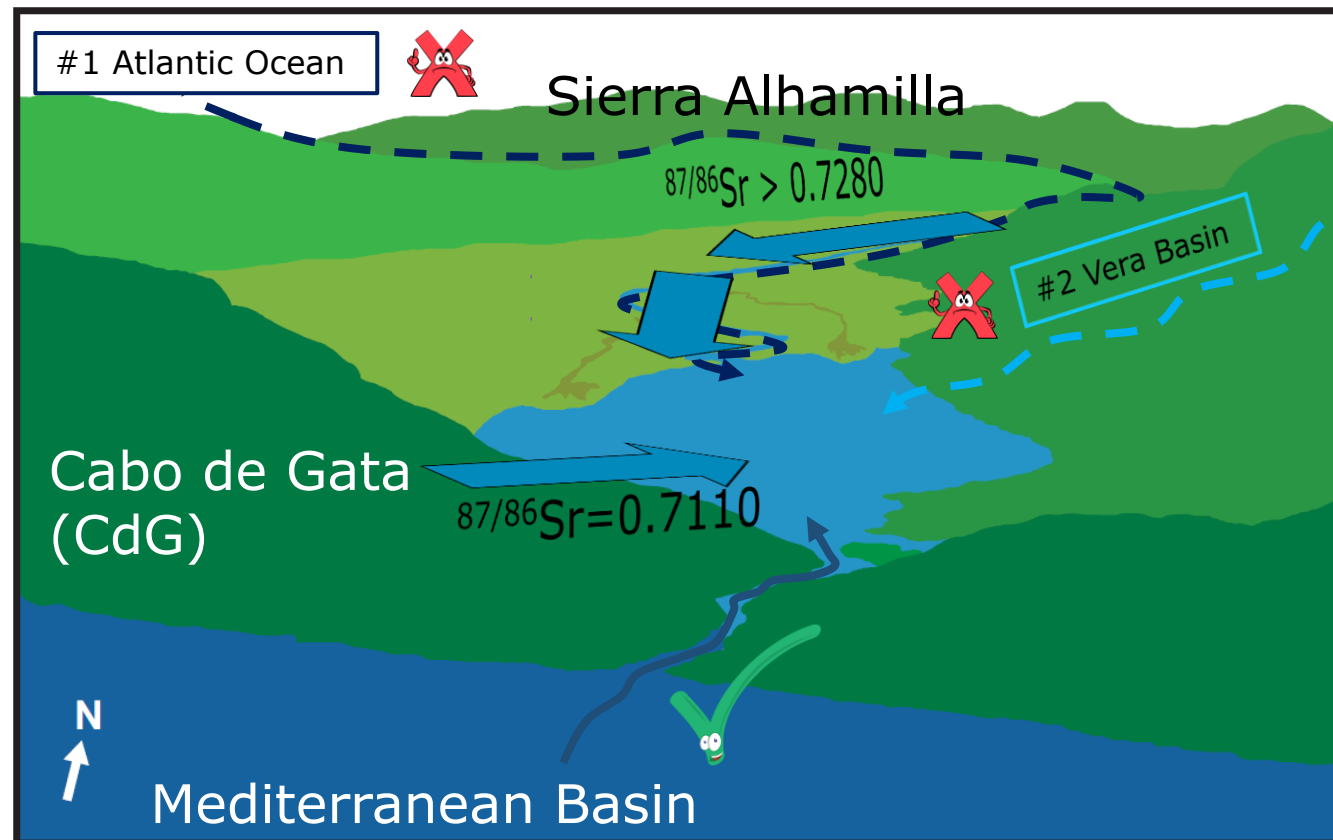 #1 Atlantic Ocean
Sierra Alhamilla
87/86Sr > 0.7280
#2 Vera Basin
Cabo de Gata
(CdG)
87/86Sr=0.7110
N
Mediterranean Basin